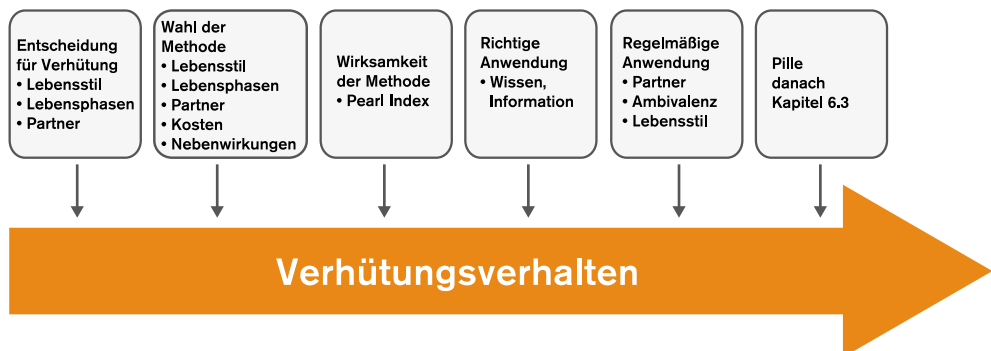 Entscheidung
für Verhütung
• Lebensstil
• Lebensphasen
• Partner
Wahl der
Methode
• Lebensstil
• Lebensphasen
• Partner
• Kosten
• Nebenwirkungen
Wirksamkeit
der Methode
• Pearl Index
Richtige
Anwendung
• Wissen,
Information
Regelmäßige
Anwendung
• Partner
• Ambivalenz
• Lebensstil
Pille
danach
Kapitel 6.3
Verhütungsverhalten